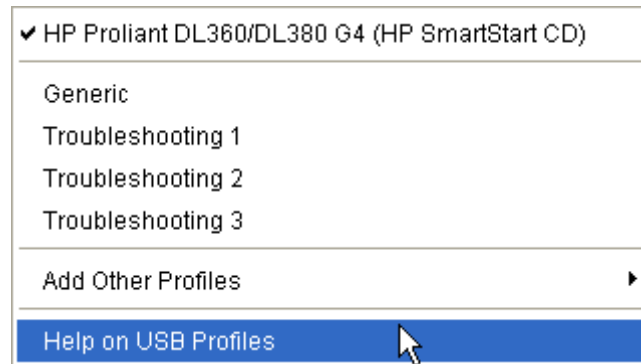 HP Proliant DL360/DL380 G4 (HP SmartStart CD)
Generic
Troubleshooting 1
Troubleshooting 2
Troubleshooting 3
Add Other Profiles
Help on USB Profiles